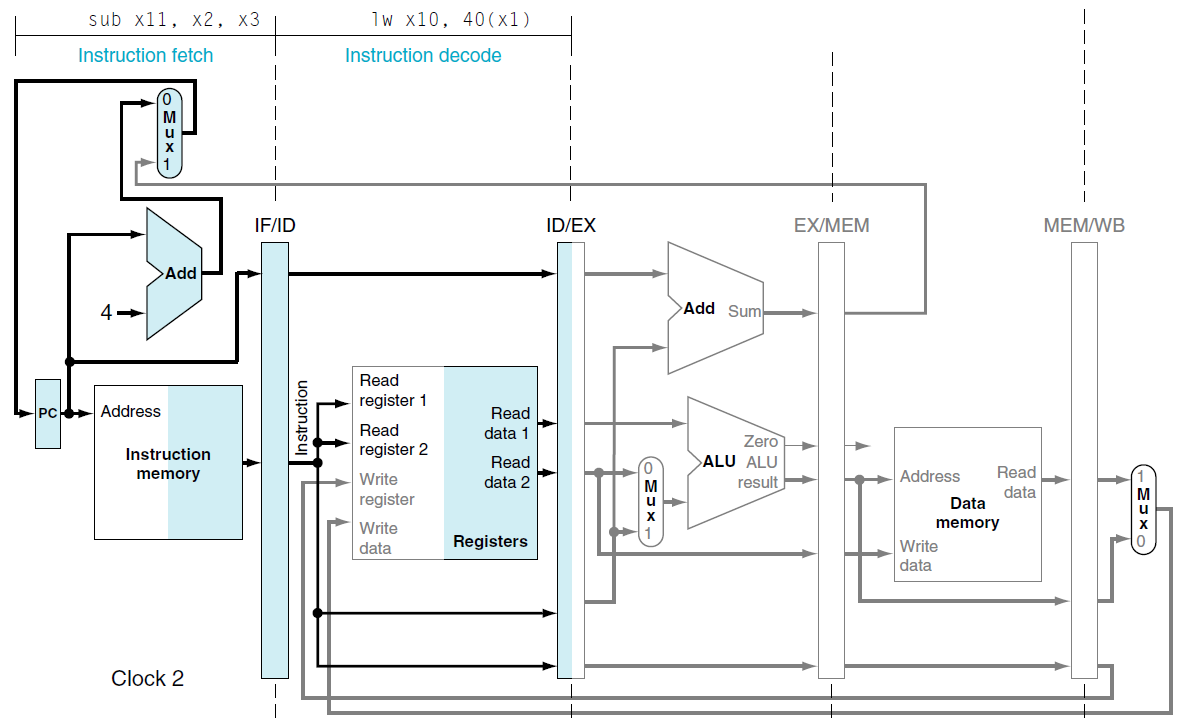 sub x11, x2, x3
lw x10, 40(x1)
Instruction fetch
Instruction decode
0
M
u
x
1
IF/ID
ID/EX
EX/MEM
MEM/WB
Add
4
Add Sum
PC
Address
Instruction
memory
Instruction
Read
register 1
Read
register 2
Write
register
Write
data
Read
data 1
Read
data 2
Registers
0
M
u
x
1
Zero
ALU ALU
result
Address
Read
data
Data
memory
Write
data
1
M
u
x
0
Clock 2